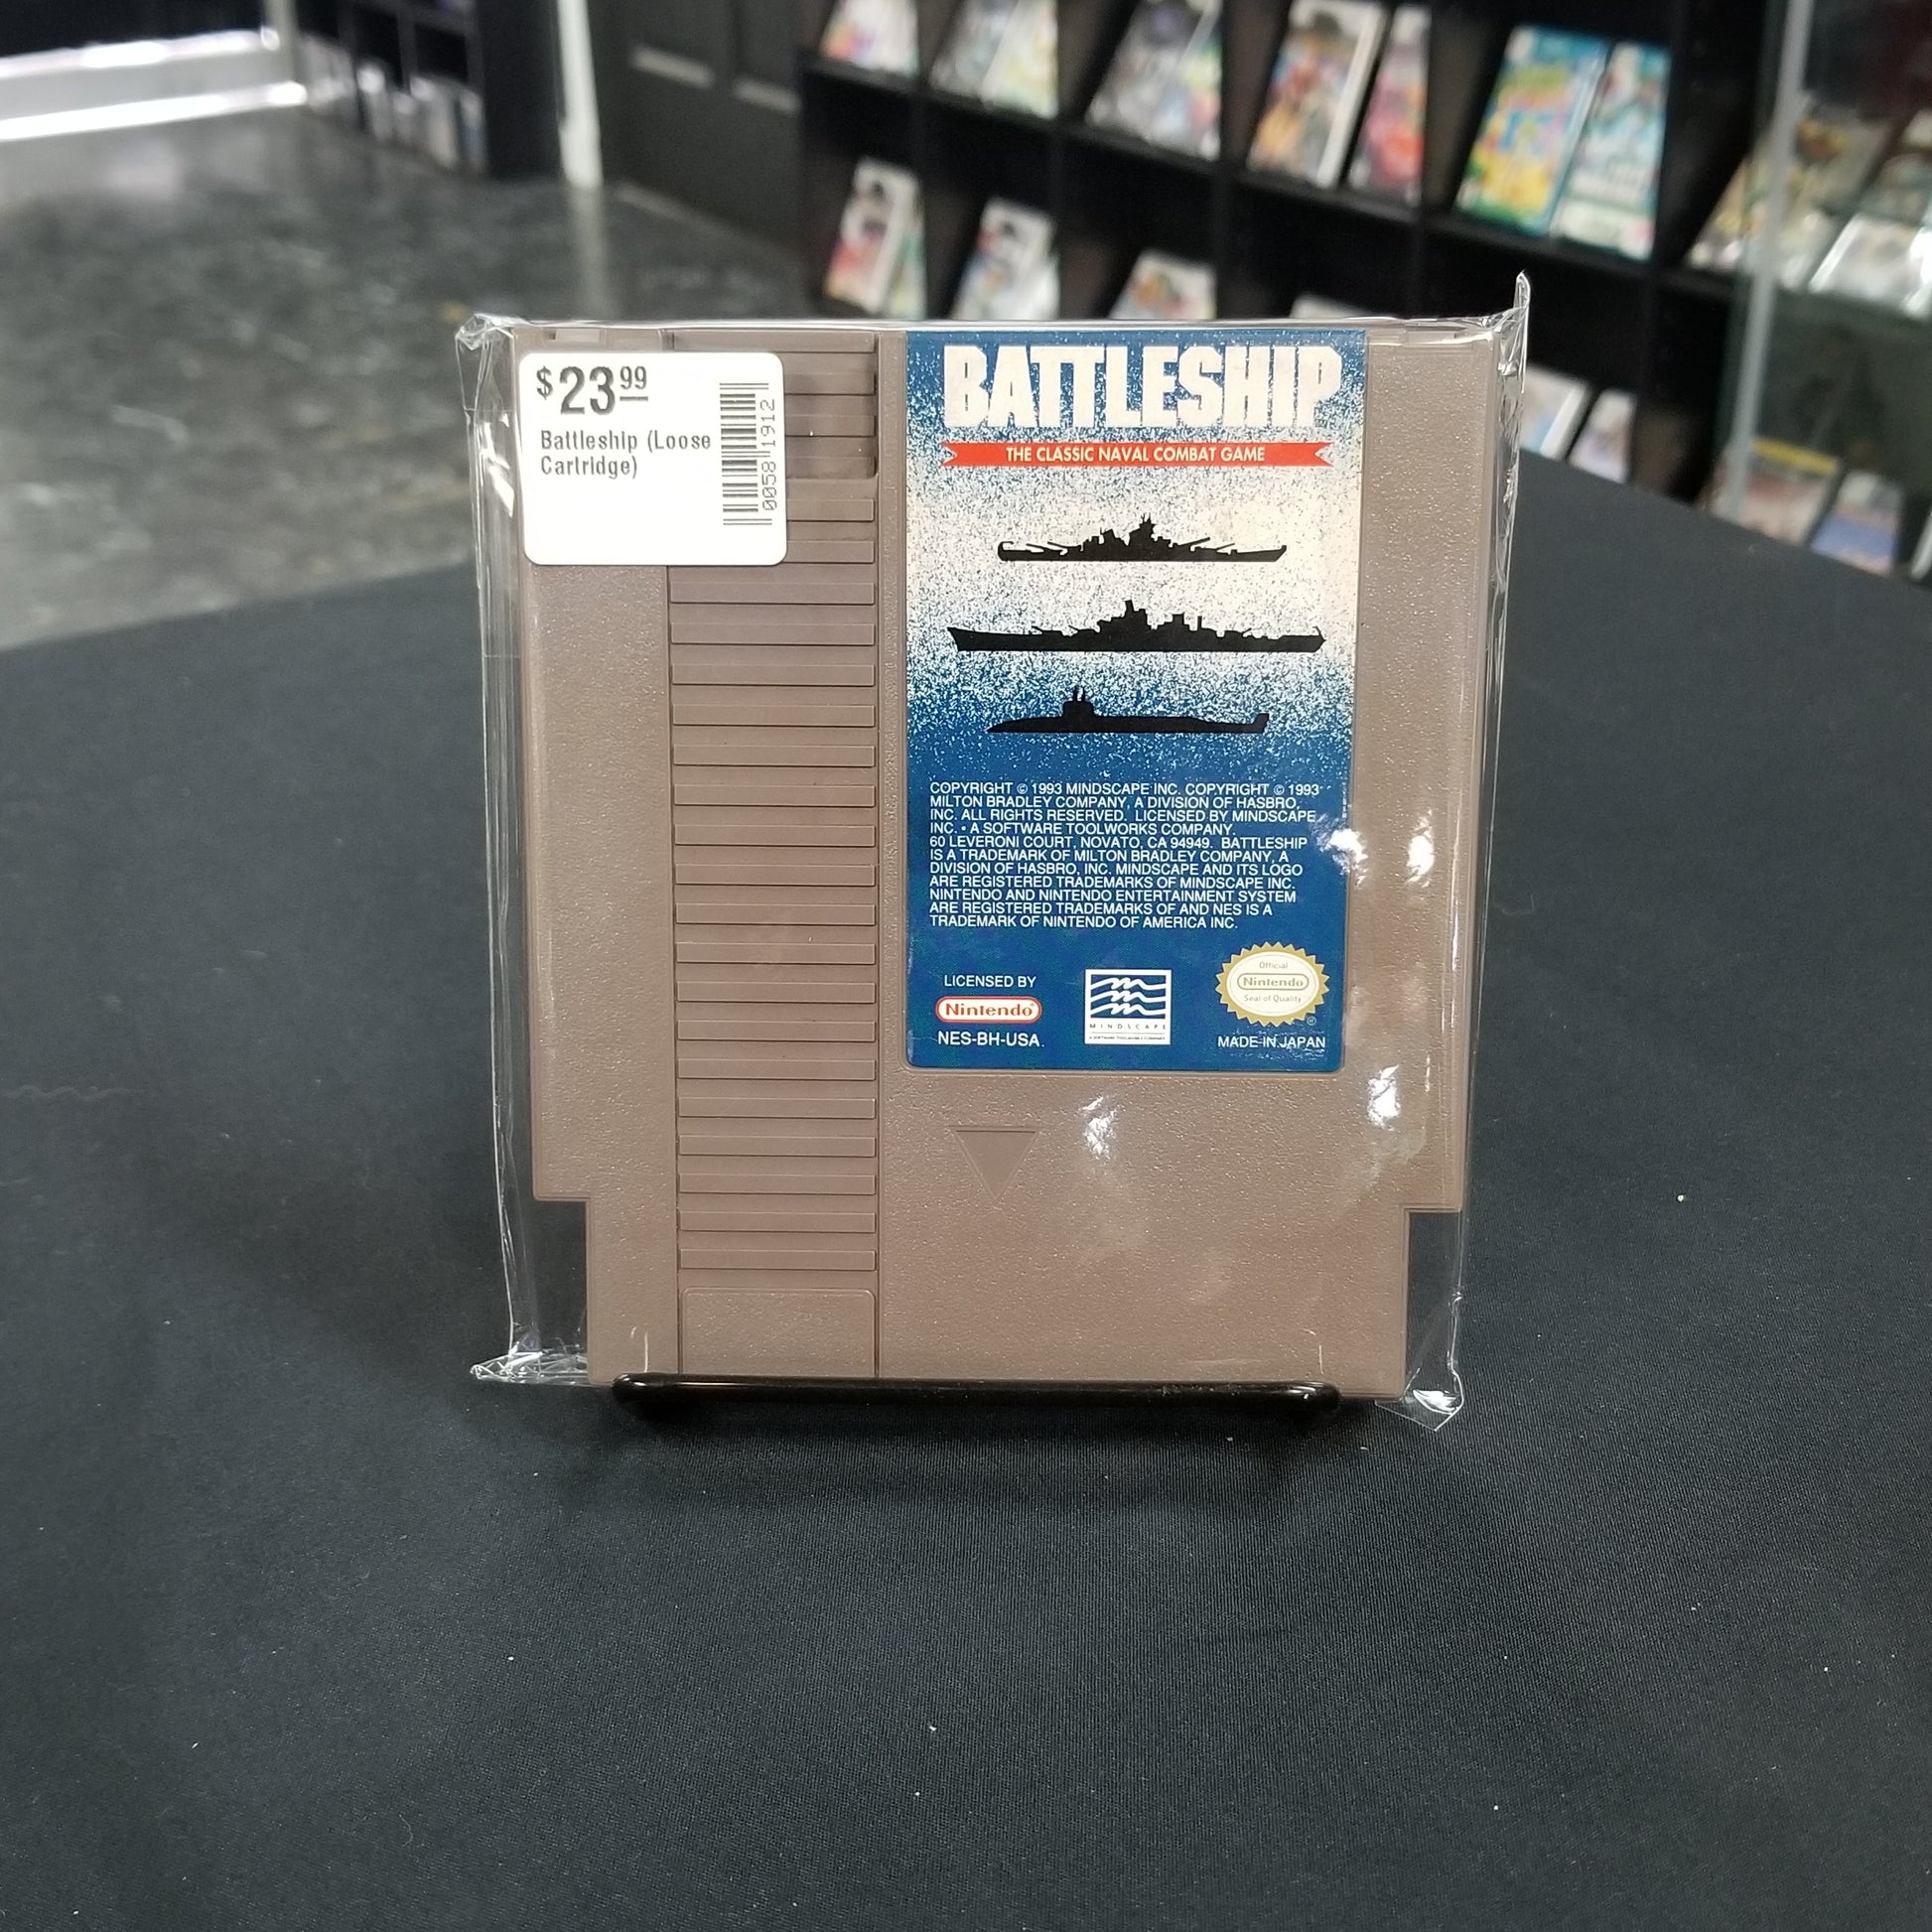 $23.99
Battleship (Loose
Cartridge)
00581912
BATTLESHIP
THE CLASSIC NAVAL COMBAT GAME
COPYRIGHT © 1993 MINDSCAPE INC. COPYRIGHT © 1993
MILTON BRADLEY COMPANY, A DIVISION OF HASBRO,
INC. ALL RIGHTS RESERVED. LICENSED BY MINDSCAPE
INC. • A SOFTWARE TOOLWORKS COMPANY.
60 LEVERONI COURT, NOVATO, CA 94949. BATTLESHIP
IS A TRADEMARK OF MILTON BRADLEY COMPANY, A
DIVISION OF HASBRO, INC. MINDSCAPE AND ITS LOGO
ARE REGISTERED TRADEMARKS OF MINDSCAPE INC.
NINTENDO AND NINTENDO ENTERTAINMENT SYSTEM
ARE REGISTERED TRADEMARKS OF AND NES IS A
TRADEMARK OF NINTENDO OF AMERICA INC.
LICENSED BY
Nintendo®
NES-BH-USA
MINDSCAPE
A SOFTWARE TOOLWORKS COMPANY
Official
Nintendo
Seal of Quality
®
MADE IN JAPAN